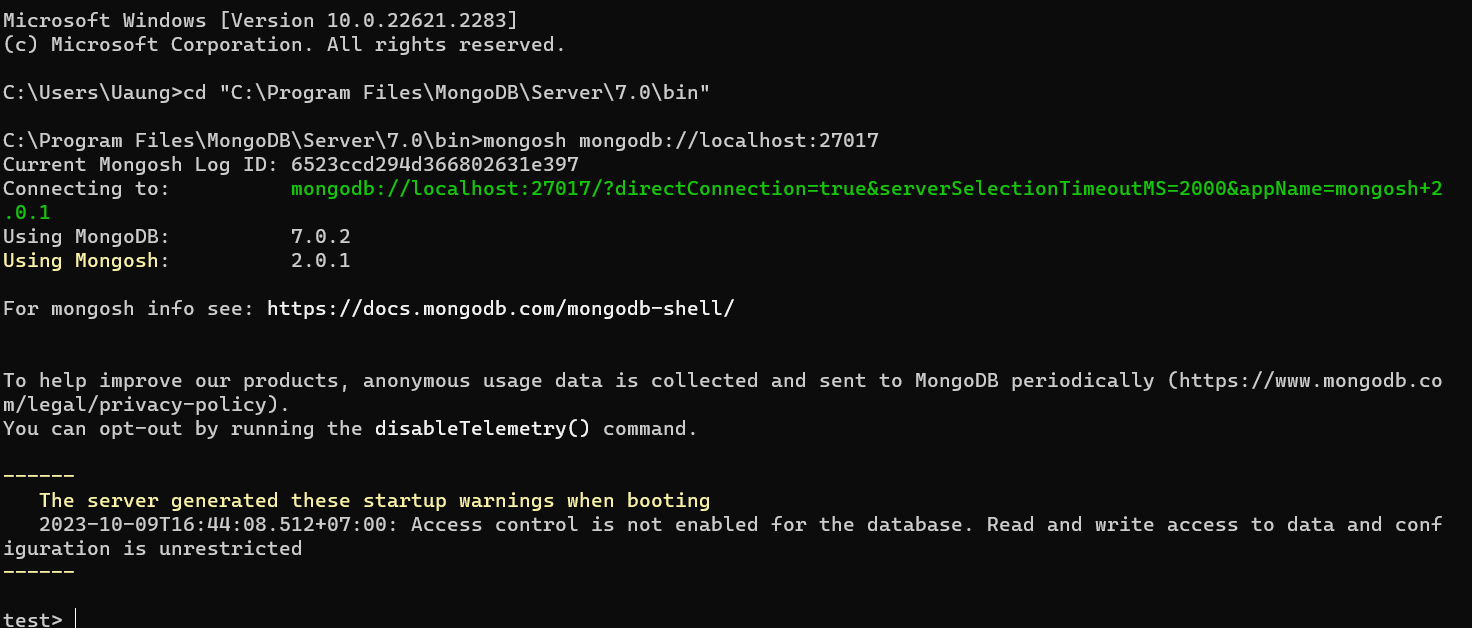 Microsoft Windows [Version 10.0.22621.2283]
(c) Microsoft Corporation. All rights reserved.
C:\Users\Uaung>cd "C:\Program Files\MongoDB\Server\7.0\bin"
C:\Program Files\MongoDB\Server\7.0\bin>mongosh mongodb://localhost:27017
Current Mongosh Log ID: 6523ccd294d366802631e397
Connecting to:          mongodb://localhost:27017/?directConnection=true&serverSelectionTimeoutMS=2000&appName=mongosh+2
.0.1
Using MongoDB:          7.0.2
Using Mongosh:          2.0.1
For mongosh info see: https://docs.mongodb.com/mongodb-shell/
To help improve our products, anonymous usage data is collected and sent to MongoDB periodically (https://www.mongodb.co
m/legal/privacy-policy).
You can opt-out by running the disableTelemetry() command.
------
   The server generated these startup warnings when booting
   2023-10-09T16:44:08.512+07:00: Access control is not enabled for the database. Read and write access to data and conf
iguration is unrestricted
------
test>